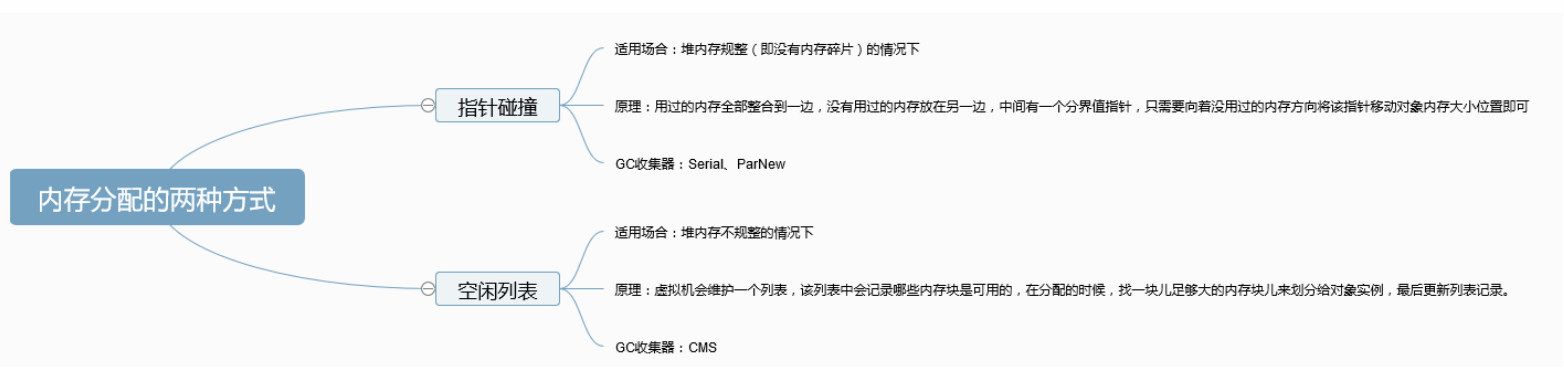 内存分配的两种方式
指针碰撞
适用场合：堆内存规整（即没有内存碎片）的情况下
原理：用过的内存全部整合到一边，没有用过的内存放在另一边，中间有一个分界值指针，只需要向着没用过的内存方向将该指针移动对象内存大小位置即可
GC收集器：Serial、ParNew
空闲列表
适用场合：堆内存不规整的情况下
原理：虚拟机会维护一个列表，该列表中会记录哪些内存块是可用的，在分配的时候，找一块儿足够大的内存块儿来划分给对象实例，最后更新列表记录。
GC收集器：CMS